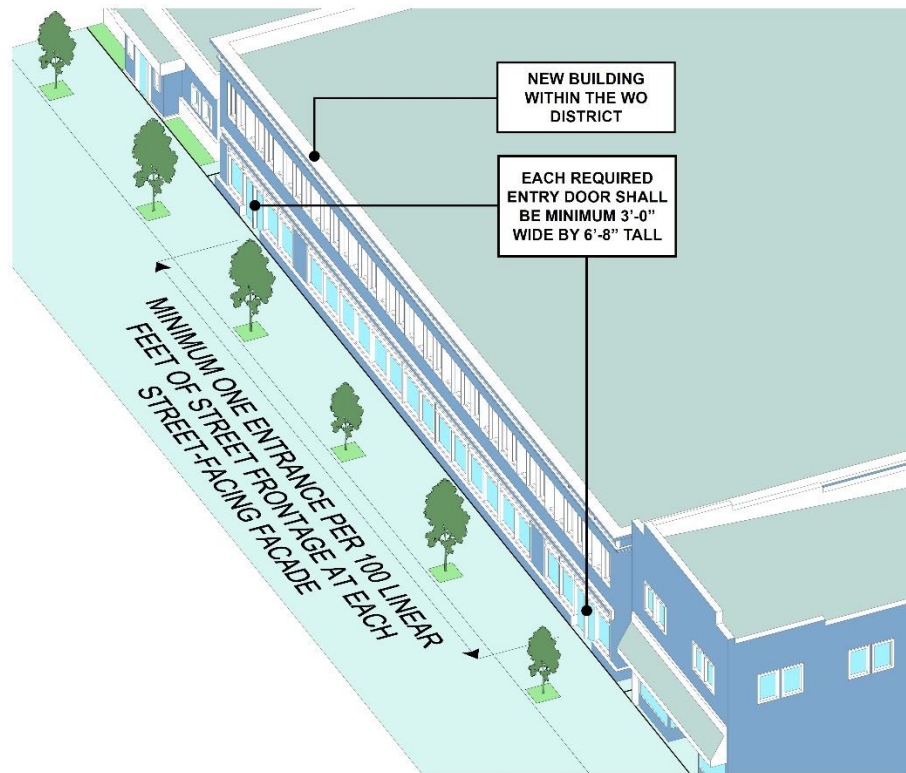 NEW BUILDING
WITHIN THE WO
DISTRICT
EACH REQUIRED
ENTRY DOOR SHALL
BE MINIMUM 3'-0"
WIDE BY 6'-8" TALL
MINIMUM ONE ENTRANCE PER 100 LINEAR
FEET OF STREET FRONTAGE AT EACH
STREET-FACING FACADE